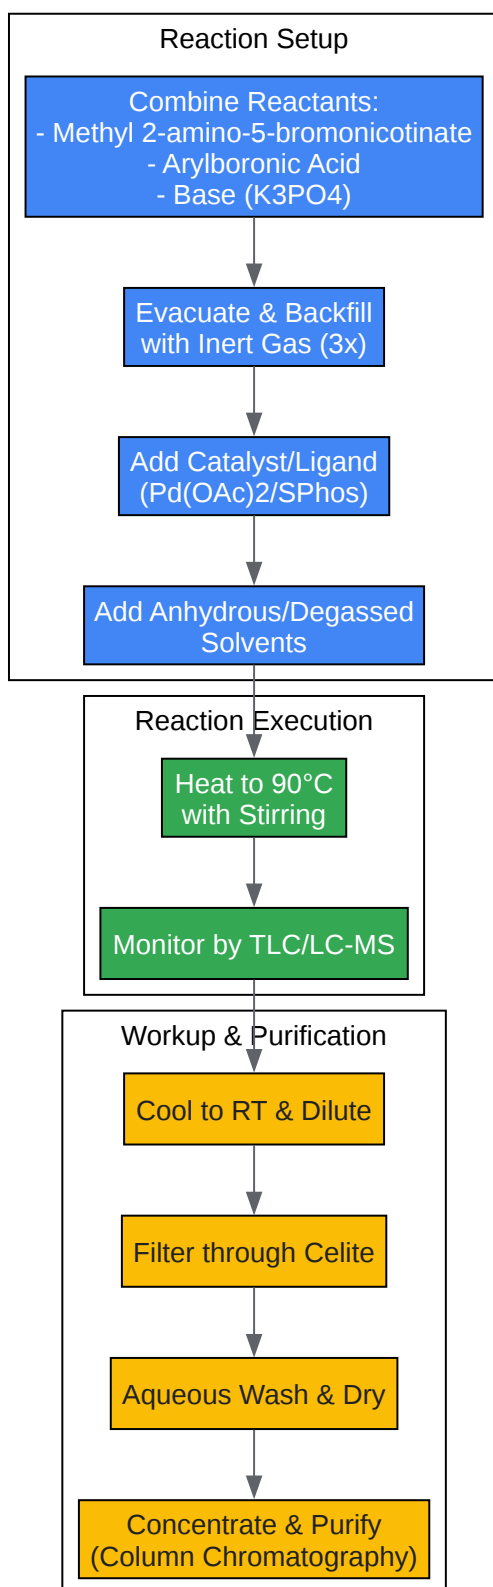 Reaction Setup
Combine Reactants:
- Methyl 2-amino-5-bromonicotinate
- Arylboronic Acid
- Base (K3PO4)
Evacuate & Backfill
with Inert Gas (3x)
Add Catalyst/Ligand
(Pd(OAc)2/SPhos)
Add Anhydrous/Degassed
Solvents
Reaction Execution
Heat to 90°C
with Stirring
Monitor by TLC/LC-MS
Workup & Purification
Cool to RT & Dilute
Filter through Celite
Aqueous Wash & Dry
Concentrate & Purify
(Column Chromatography)